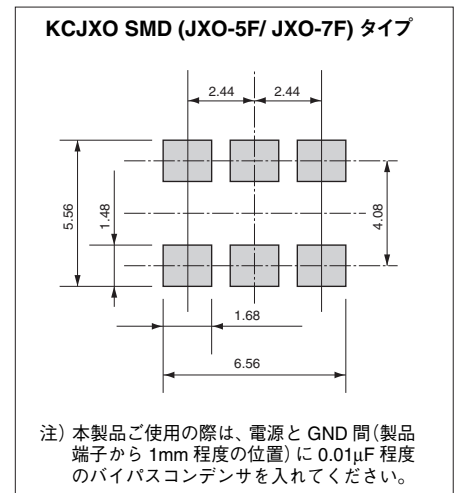 KCJXO SMD (JXO-5F/ JXO-7F) タイプ
2.44 2.44
5.56
1.48
4.08
1.68
6.56
注) 本製品ご使用の際は、電源と GND 間(製品
端子から 1mm 程度の位置)に 0.01µF 程度
のバイパスコンデンサを入れてください。